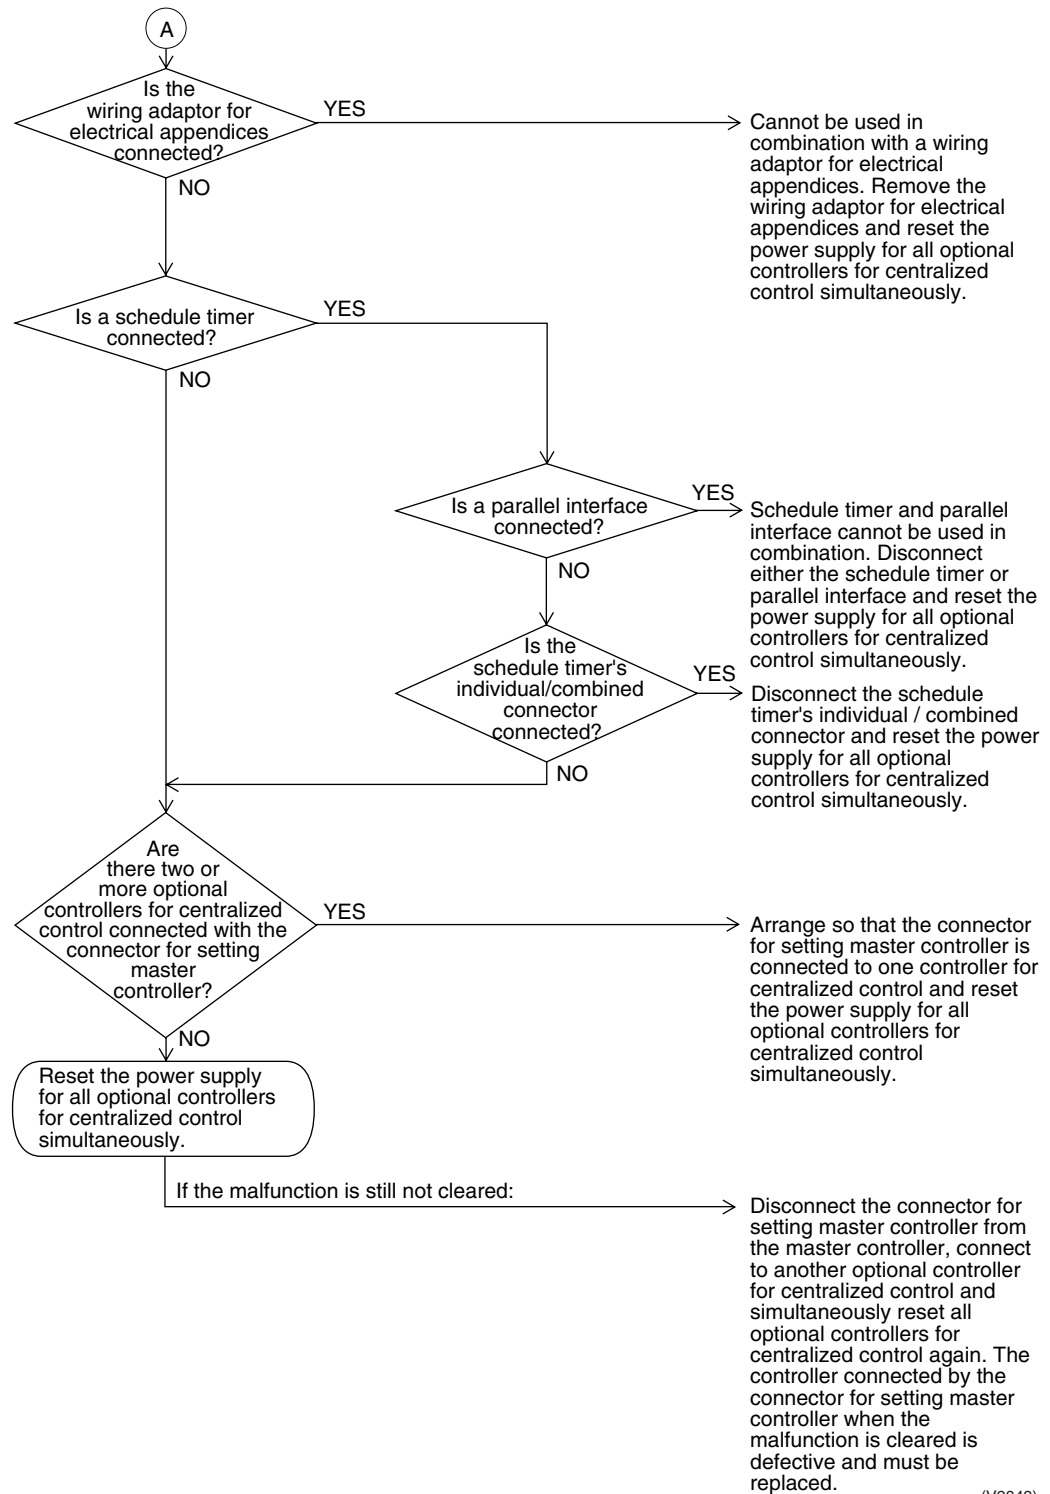 A
Is the
wiring adaptor for
electrical appendices
connected?
YES
NO
Cannot be used in
combination with a wiring
adaptor for electrical
appendices. Remove the
wiring adaptor for electrical
appendices and reset the
power supply for all optional
controllers for centralized
control simultaneously.
Is a schedule timer
connected?
YES
NO
Is a parallel interface
connected?
YES
NO
Schedule timer and parallel
interface cannot be used in
combination. Disconnect
either the schedule timer or
parallel interface and reset the
power supply for all optional
controllers for centralized
control simultaneously.
Is the
schedule timer's
individual/combined
connector
connected?
YES
NO
Disconnect the schedule
timer's individual / combined
connector and reset the power
supply for all optional
controllers for centralized
control simultaneously.
Are
there two or
more optional
controllers for centralized
control connected with the
connector for setting
master
controller?
YES
NO
Arrange so that the connector
for setting master controller is
connected to one controller for
centralized control and reset
the power supply for all
optional controllers for
centralized control
simultaneously.
Reset the power supply
for all optional controllers
for centralized control
simultaneously.
If the malfunction is still not cleared:
Disconnect the connector for
setting master controller from
the master controller, connect
to another optional controller
for centralized control and
simultaneously reset all
optional controllers for
centralized control again. The
controller connected by the
connector for setting master
controller when the
malfunction is cleared is
defective and must be
replaced.